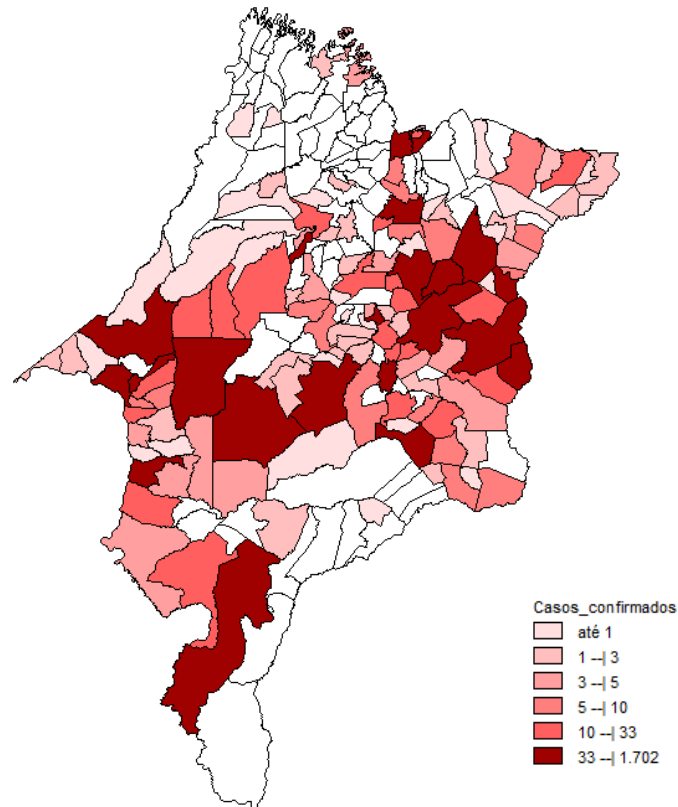 Casos_confirmados
até 1
1 --| 3
3 --| 5
5 --| 10
10 --| 33
33 --| 1.702